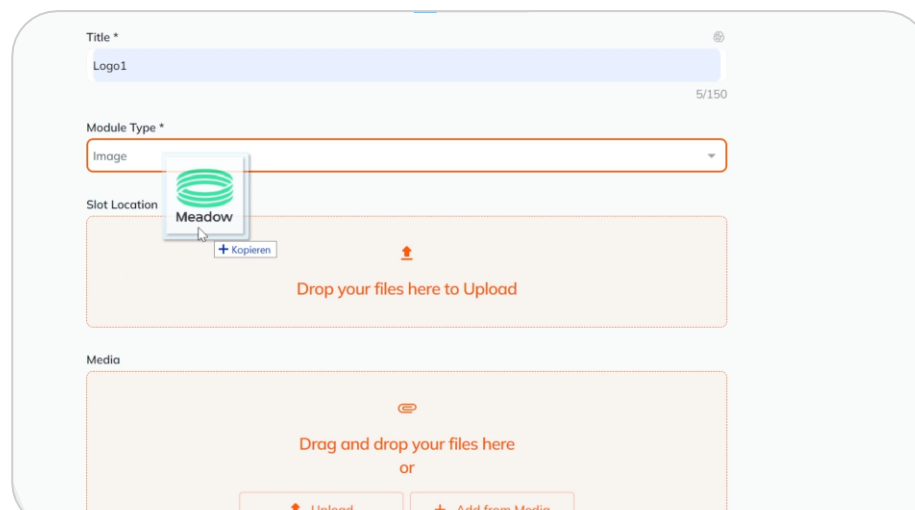 Title *
Logo1
5/150
Module Type *
Image
Slot Location
Meadow
Kopieren
Drop your files here to Upload
Media
Drag and drop your files here
or
Upload
Add from Media